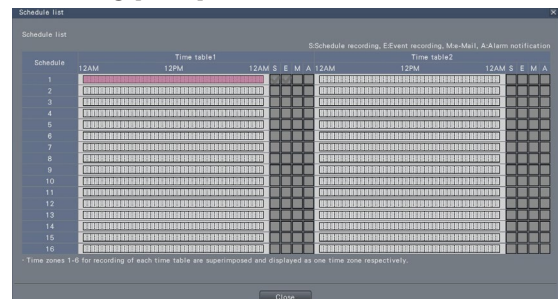 Schedule list
×
Schedule list
S:Schedule recording, E:Event recording, M:e-Mail, A:Alarm notification
Schedule Time table1 Time table2
12AM 12PM 12AM S E M A 12AM 12PM 12AM S E M A
1
2
3
4
5
6
7
8
9
10
11
12
13
14
15
16
・Time zones 1-6 for recording of each time table are superimposed and displayed as one time zone respectively.
Close